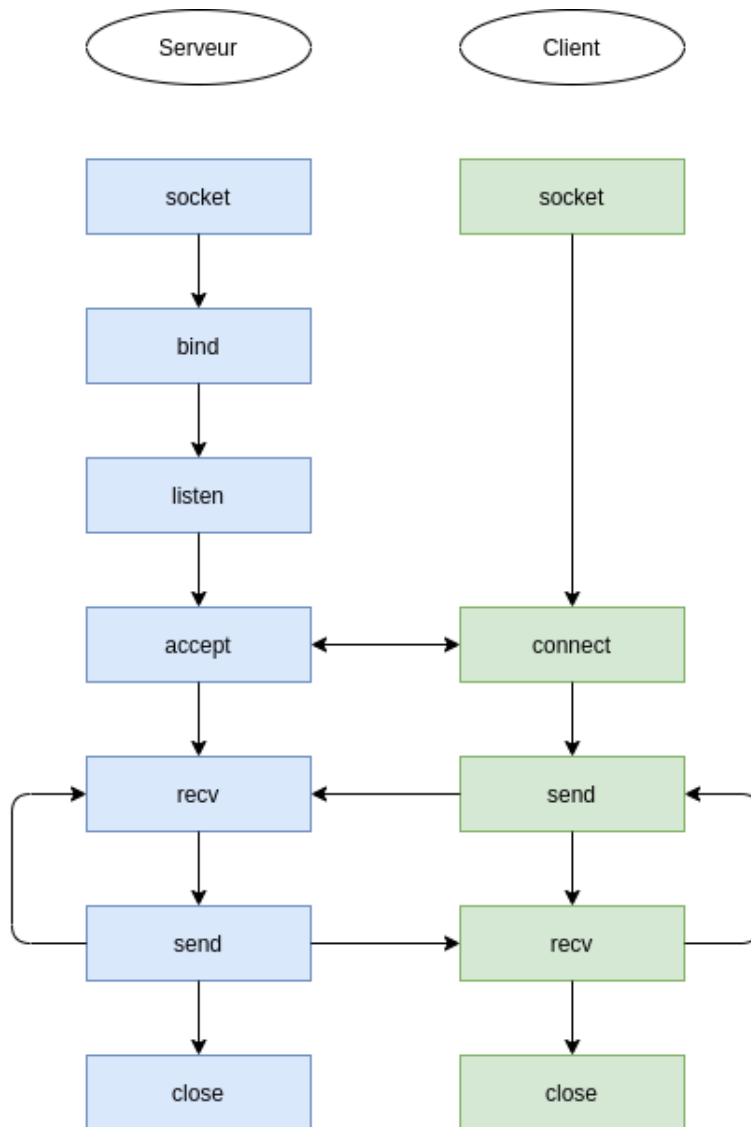 Serveur
Client
socket
socket
bind
listen
accept
connect
recv
send
send
recv
close
close